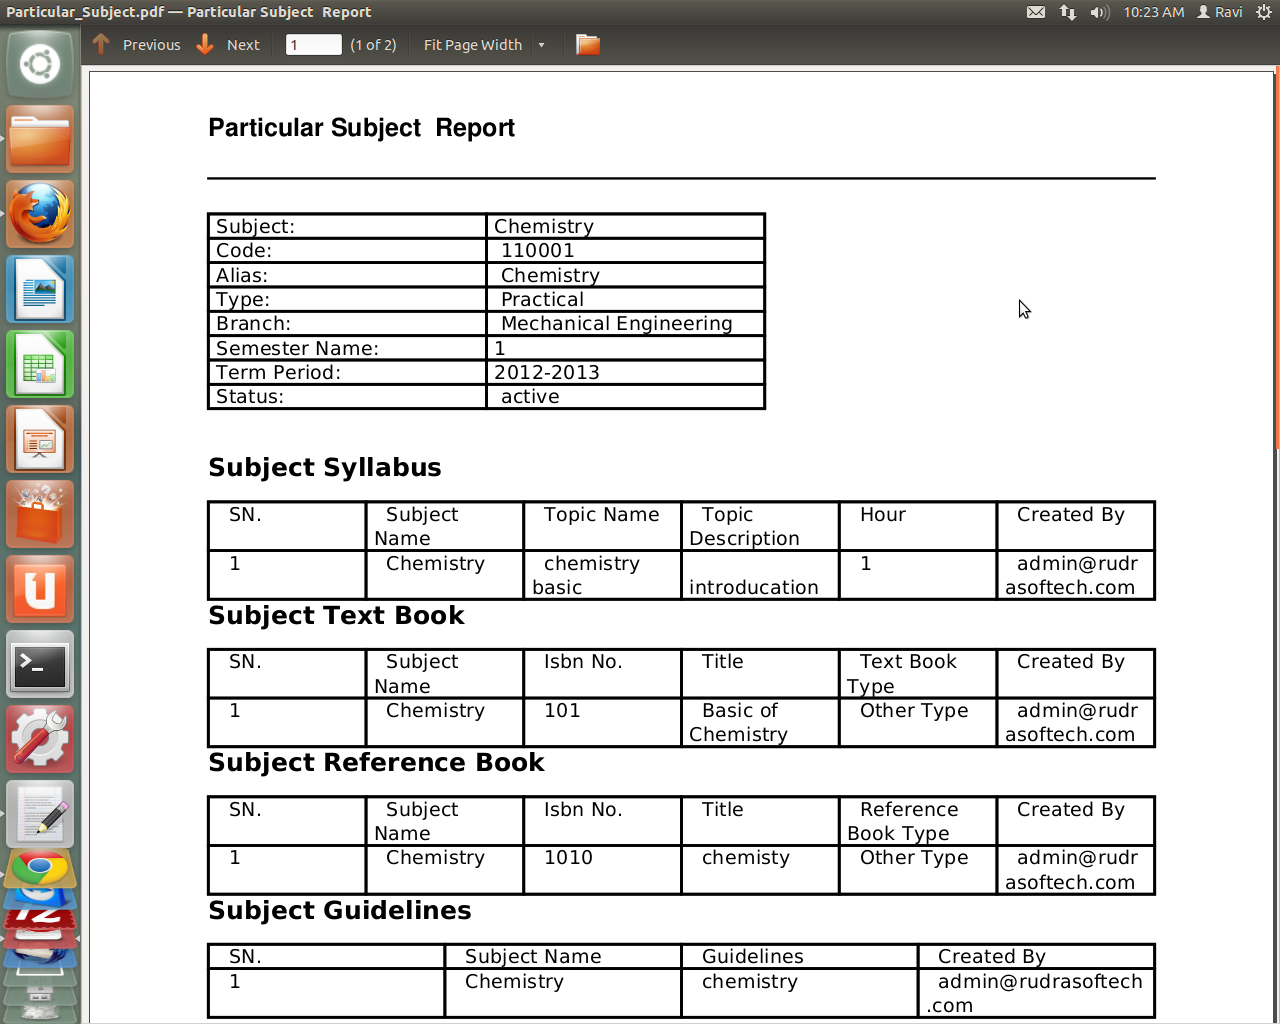 Particular_Subject.pdf — Particular Subject  Report
10:23 AM Ravi
Previous Next 1 (1 of 2) Fit Page Width
Particular Subject  Report
Subject: Chemistry
Code: 110001
Alias: Chemistry
Type: Practical
Branch: Mechanical Engineering
Semester Name: 1
Term Period: 2012-2013
Status: active
Subject Syllabus
SN. Subject Topic Name Topic Hour Created By
Name Description
1 Chemistry chemistry 1 admin@rudr
basic introducation asoftech.com
Subject Text Book
SN. Subject Isbn No. Title Text Book Created By
Name Type
1 Chemistry 101 Basic of Other Type admin@rudr
Chemistry asoftech.com
Subject Reference Book
SN. Subject Isbn No. Title Reference Created By
Name Book Type
1 Chemistry 1010 chemisty Other Type admin@rudr
asoftech.com
Subject Guidelines
SN. Subject Name Guidelines Created By
1 Chemistry chemistry admin@rudrasoftech
.com